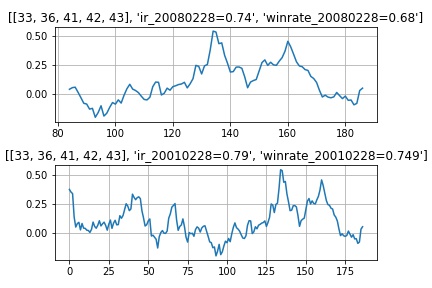 [[33, 36, 41, 42, 43], 'ir_20080228=0.74', 'winrate_20080228=0.68']
0.50
0.25
0.00
80 100 120 140 160 180
[[33, 36, 41, 42, 43], 'ir_20010228=0.79', 'winrate_20010228=0.749']
0.50
0.25
0.00
0 25 50 75 100 125 150 175